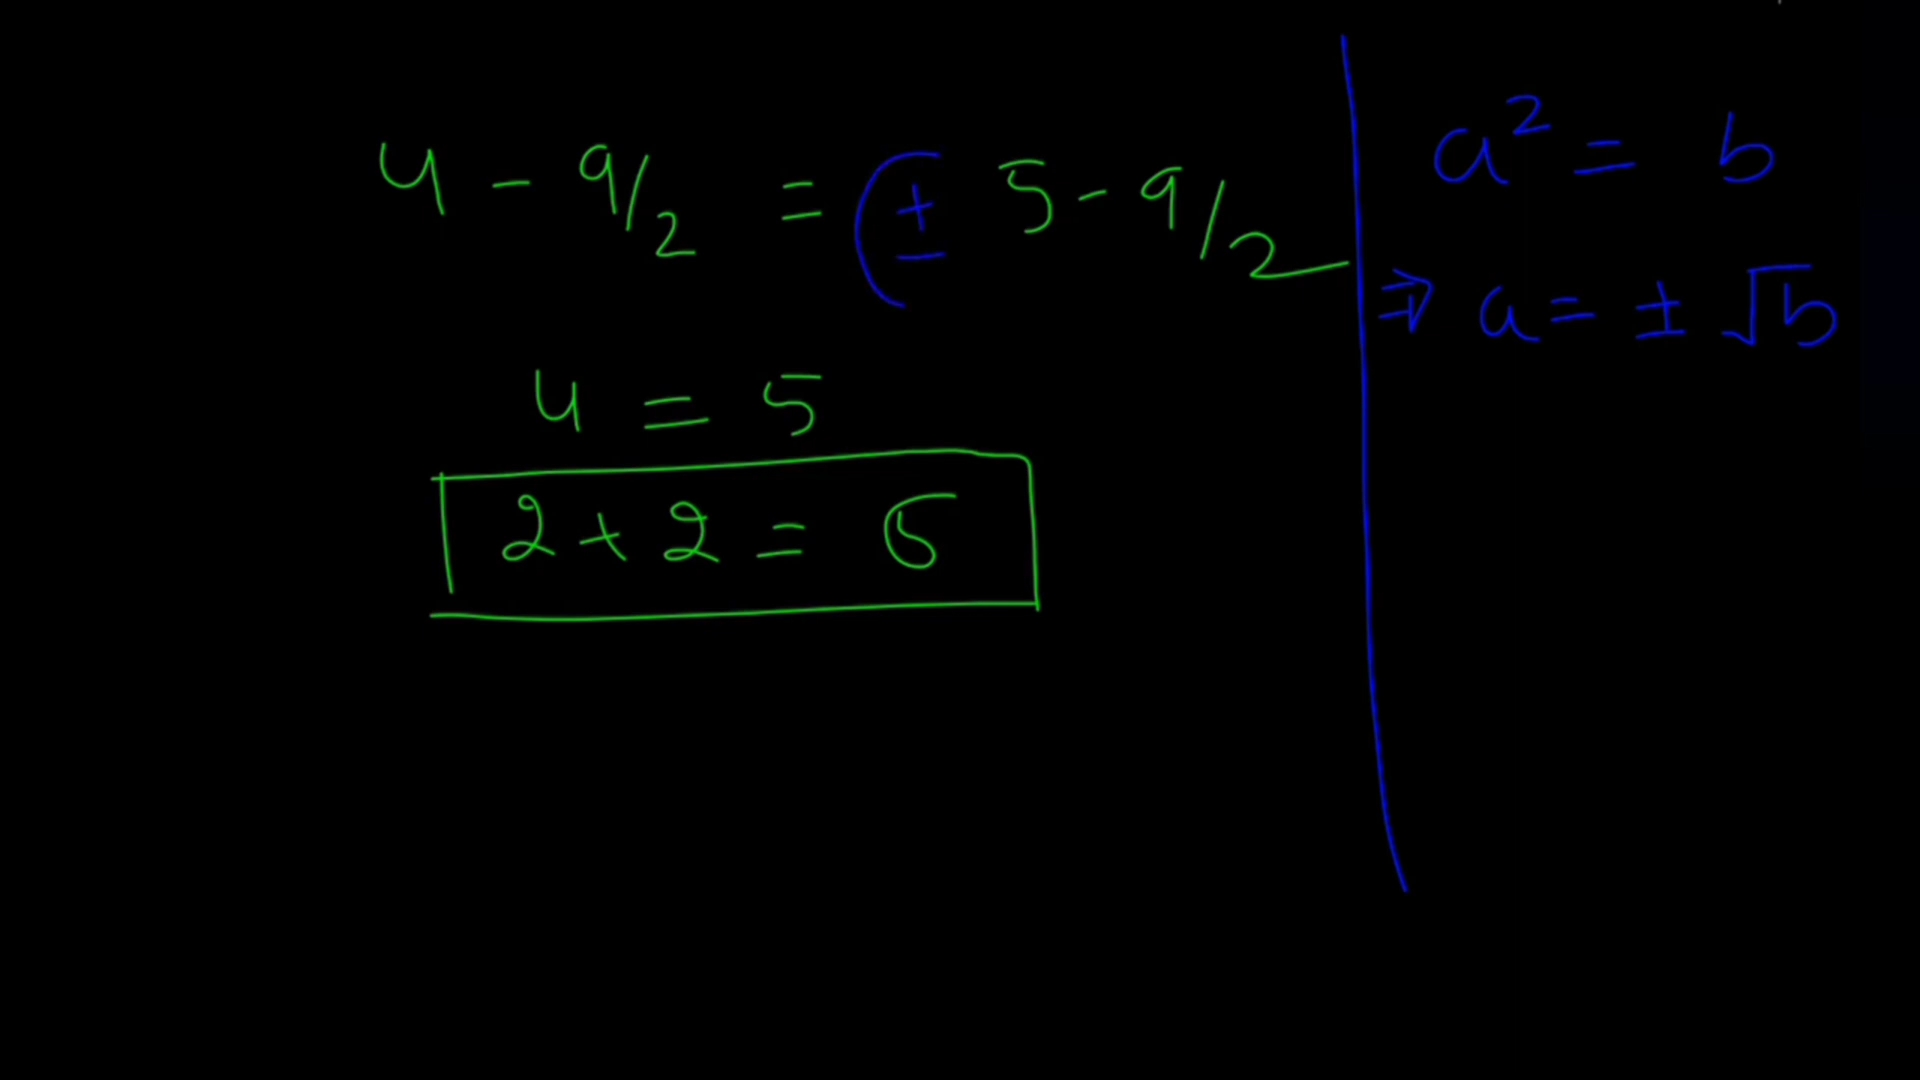 4 - 9/2 = (± 5 - 9/2
4 = 5
2 + 2 = 5
a² = b
⇒ a = ± √b